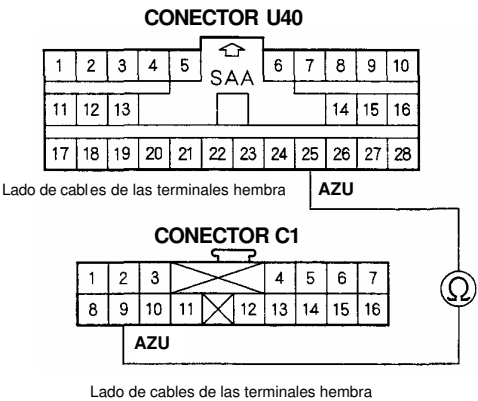 CONECTOR U40
1 2 3 4 5 6 7 8 9 10
SAA
11 12 13 14 15 16
17 18 19 20 21 22 23 24 25 26 27 28
Lado de cables de las terminales hembra AZU
CONECTOR C1
1 2 3 4 5 6 7
Ω
8 9 10 11 12 13 14 15 16
AZU
Lado de cables de las terminales hembra